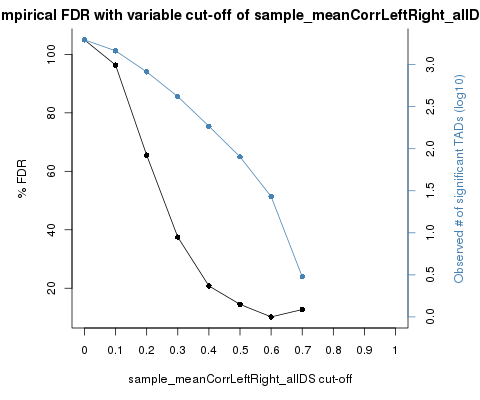 mpirical FDR with variable cut-off of sample_meanCorrLeftRight_allD
% FDR
100
80
60
40
20
3.0
2.5
2.0
1.5
1.0
0.5
0.0
Observed # of significant TADs (log10)
0 0.1 0.2 0.3 0.4 0.5 0.6 0.7 0.8 0.9 1
sample_meanCorrLeftRight_allDS cut-off